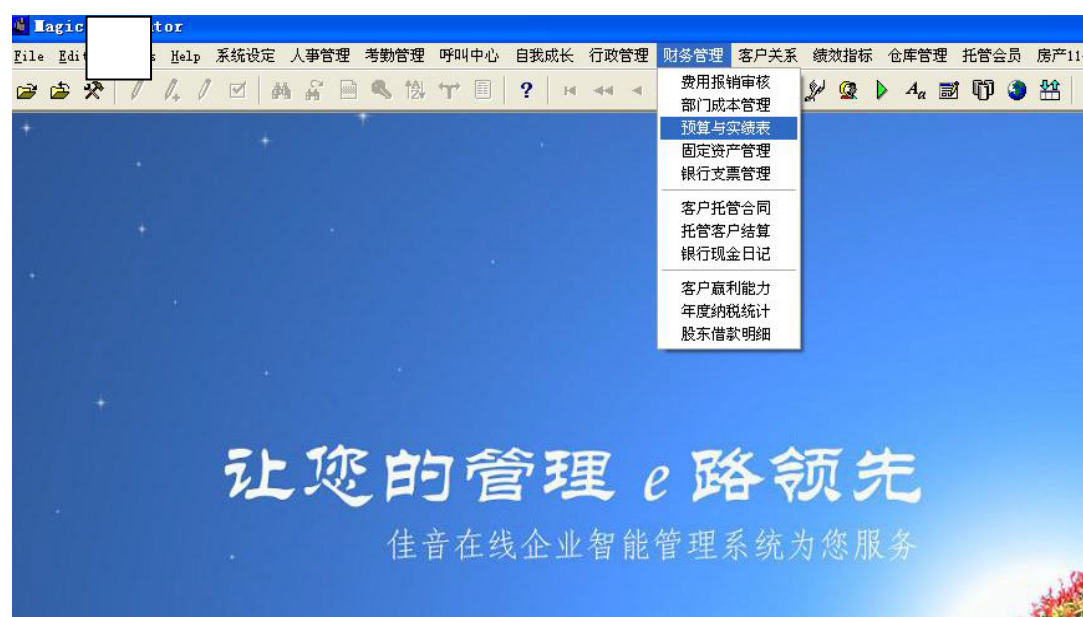 Magic tor
File Edi s Help 系统设定 人事管理 考勤管理 呼叫中心 自我成长 行政管理 财务管理 客户关系 绩效指标 仓库管理 托管会员 房产11
费用报销审核
部门成本管理
预算与实绩表
固定资产管理
银行支票管理
客户托管合同
托管客户结算
银行现金日记
客户赢利能力
年度纳税统计
股东借款明细
让您的管理e路领先
佳音在线企业智能管理系统为您服务